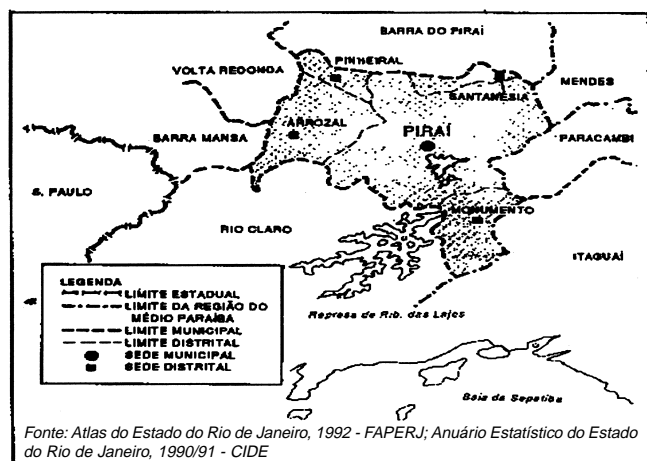 BARRA DO PIRAÍ
PINHEIRAL
VOLTA REDONDA
MENDES
SANTANÉSIA
ARROZAL
PIRAÍ
BARRA MANSA
PARACAMBI
S. PAULO
MONUMENTO
RIO CLARO
ITAGUAÍ
LEGENDA
LIMITE ESTADUAL
LIMITE DA REGIÃO DO
MÉDIO PARAÍBA
LIMITE MUNICIPAL
LIMITE DISTRITAL
SEDE MUNICIPAL
SEDE DISTRITAL
Represa de Rib. das Lajes
Baia da Sepetiba
Fonte: Atlas do Estado do Rio de Janeiro, 1992 - FAPERJ; Anuário Estatístico do Estado
do Rio de Janeiro, 1990/91 - CIDE